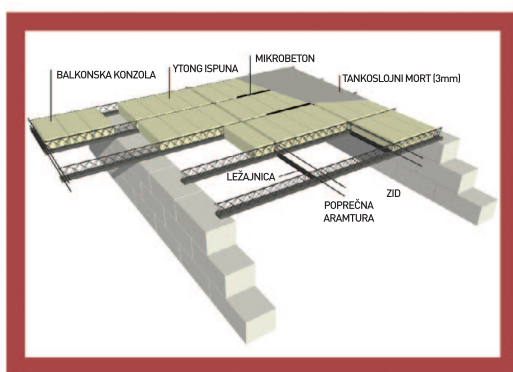 MIKROBETON
YTONG ISPUNA
BALKONSKA KONZOLA
TANKOSLOJNI MORT (3mm)
LEŽAJNICA
ZID
POPREČNA
ARAMTURA